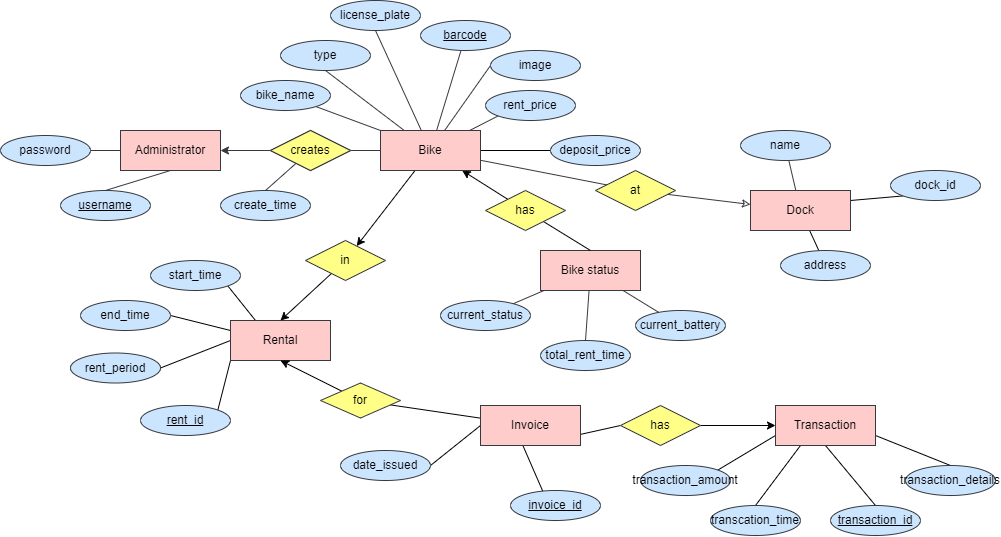 license_plate
barcode
type
image
bike_name
rent_price
password
Administrator
creates
Bike
deposit_price
name
username
create_time
has
at
Dock
dock_id
in
Bike status
address
start_time
end_time
current_status
current_battery
Rental
total_rent_time
rent_period
rent_id
for
Invoice
has
Transaction
date_issued
transaction_amount
transaction_details
invoice_id
transcation_time
transaction_id